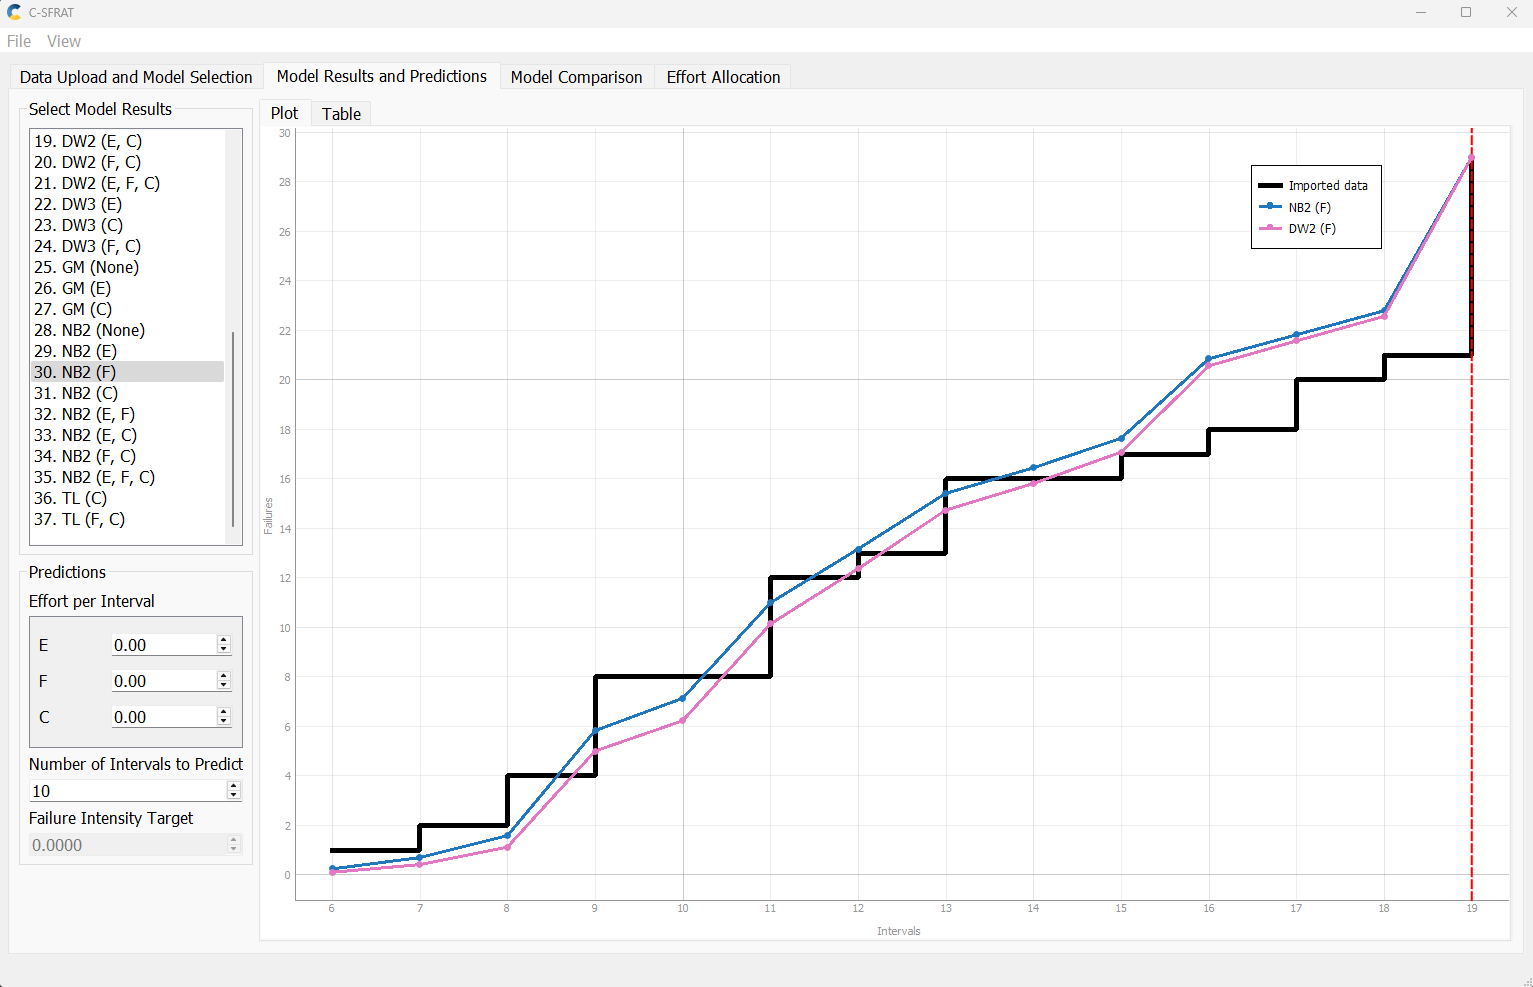 C-SFRAT
File View
Data Upload and Model Selection Model Results and Predictions Model Comparison Effort Allocation
Select Model Results
19. DW2 (E, C)
20. DW2 (F, C)
21. DW2 (E, F, C)
22. DW3 (E)
23. DW3 (C)
24. DW3 (F, C)
25. GM (None)
26. GM (E)
27. GM (C)
28. NB2 (None)
29. NB2 (E)
30. NB2 (F)
31. NB2 (C)
32. NB2 (E, F)
33. NB2 (E, C)
34. NB2 (F, C)
35. NB2 (E, F, C)
36. TL (C)
37. TL (F, C)
Predictions
Effort per Interval
E 0.00
F 0.00
C 0.00
Number of Intervals to Predict
10
Failure Intensity Target
0.0000
Plot Table
30
28
26
24
22
20
18
16
14
12
10
8
6
4
2
0
Failures
Imported data
NB2 (F)
DW2 (F)
6 7 8 9 10 11 12 13 14 15 16 17 18 19
Intervals